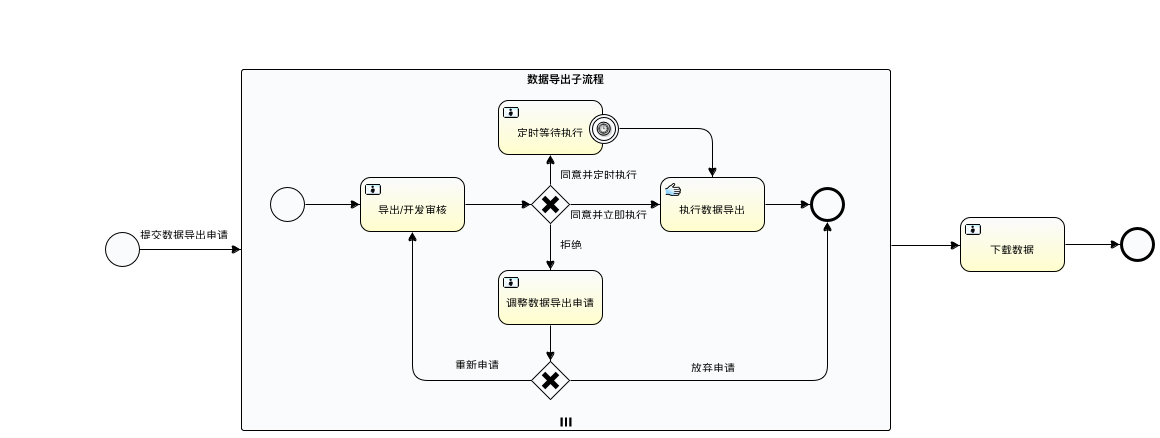 数据导出子流程
定时等待执行
同意并定时执行
导出/开发审核
执行数据导出
同意并立即执行
提交数据导出申请
拒绝
下载数据
调整数据导出申请
重新申请
放弃申请